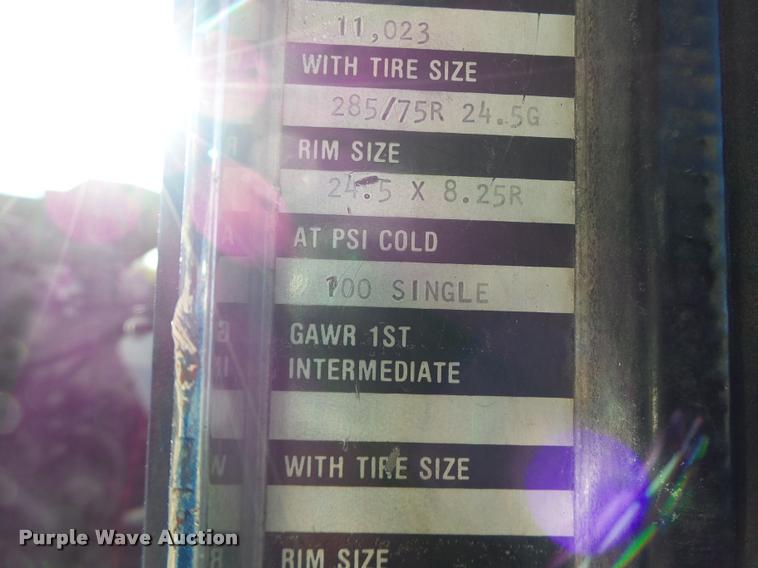 11,023
WITH TIRE SIZE
285/75R 24.5G
RIM SIZE
24.5 X 8.25R
AT PSI COLD
100 SINGLE
GAWR 1ST
INTERMEDIATE
WITH TIRE SIZE
RIM SIZE
Purple Wave Auction